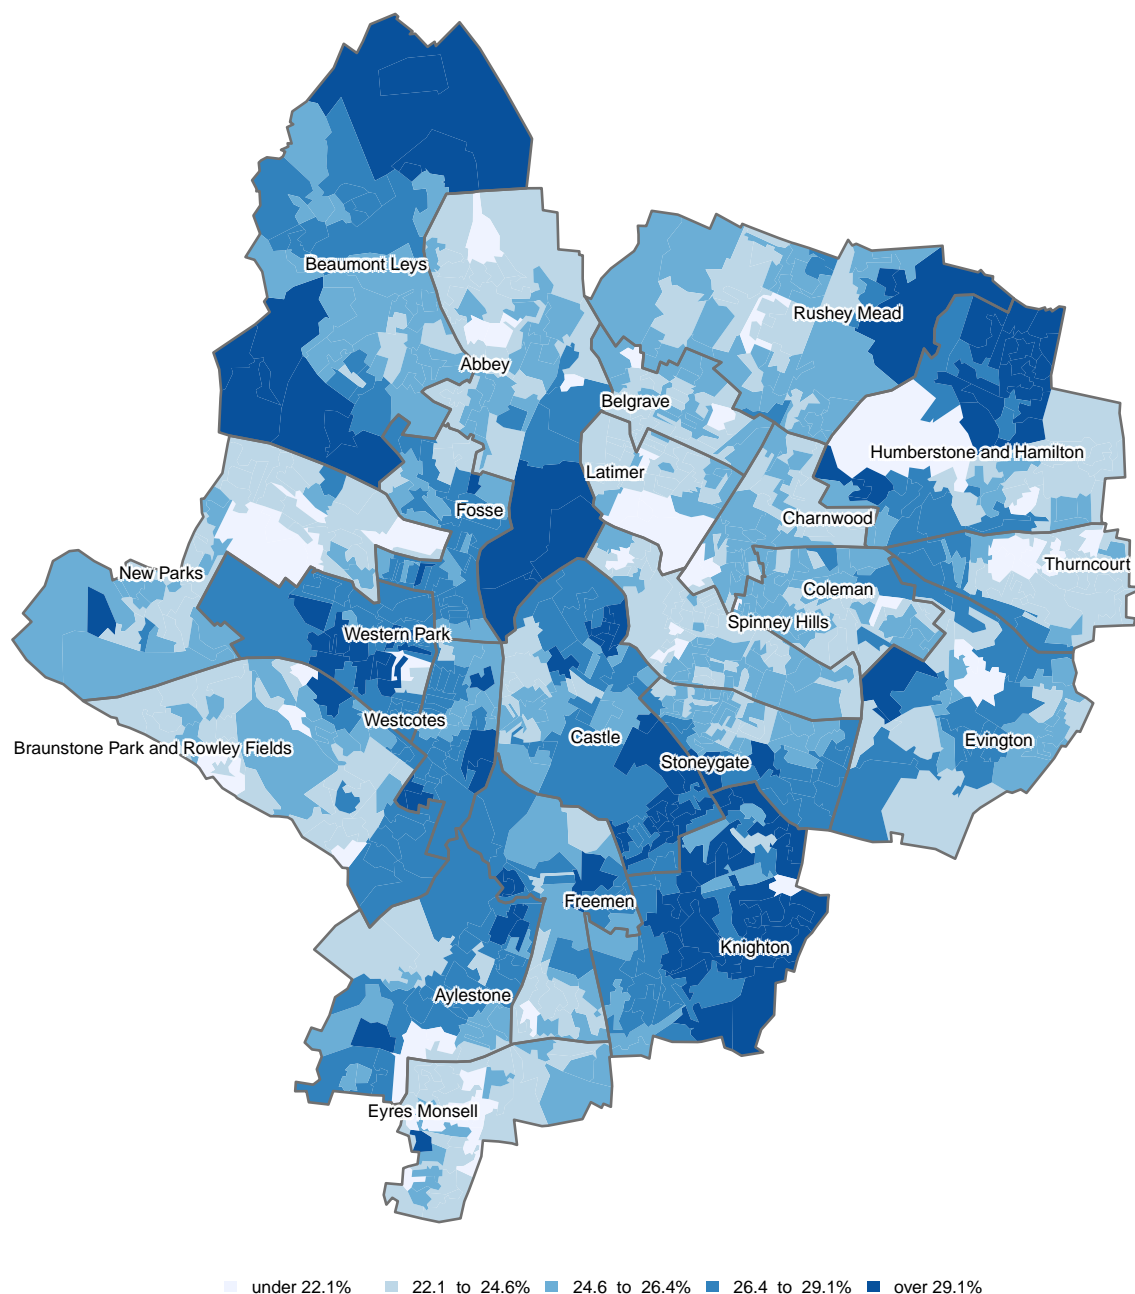 Beaumont Leys
Rushey Mead
Abbey
Belgrave
Humberstone and Hamilton
Latimer
Fosse
Charnwood
Thurncourt
New Parks
Coleman
Spinney Hills
Western Park
Westcotes
Castle
Evington
Braunstone Park and Rowley Fields
Stoneygate
Freemen
Knighton
Aylestone
Eyres Monsell
under 22.1% 22.1 to 24.6% 24.6 to 26.4% 26.4 to 29.1% over 29.1%